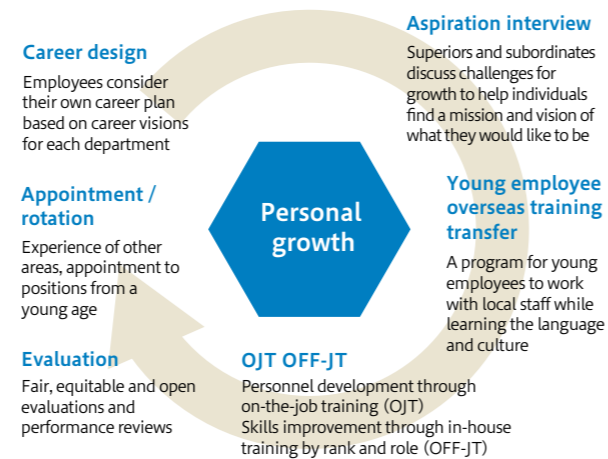 Career design
Employees consider
their own career plan
based on career visions
for each department
Aspiration interview
Superiors and subordinates
discuss challenges for
growth to help individuals
find a mission and vision of
what they would like to be
Personal
growth
Young employee
overseas training
transfer
A program for young
employees to work
with local staff while
learning the language
and culture
Appointment /
rotation
Experience of other
areas, appointment to
positions from a
young age
Evaluation
Fair, equitable and open
evaluations and
performance reviews
OJT OFF-JT
Personnel development through
on-the-job training (OJT)
Skills improvement through in-house
training by rank and role (OFF-JT)